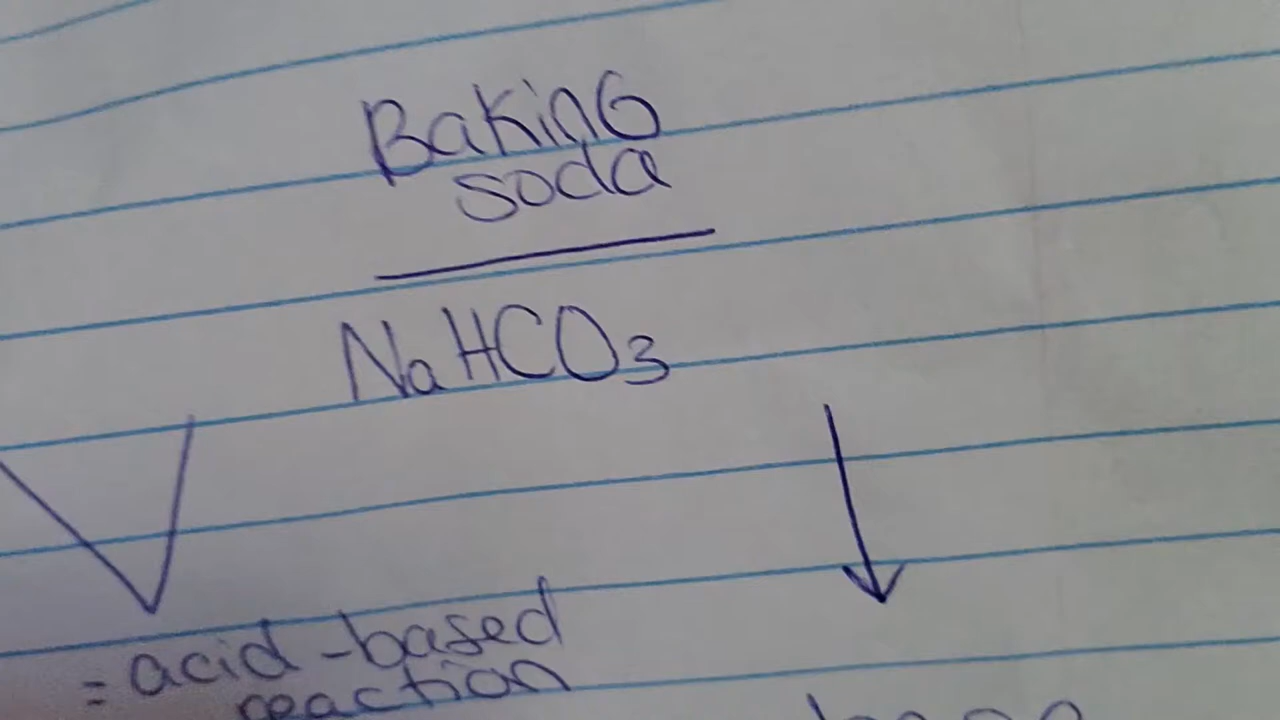 BakinG
soda
NaHCO3
= acid-based
reaction